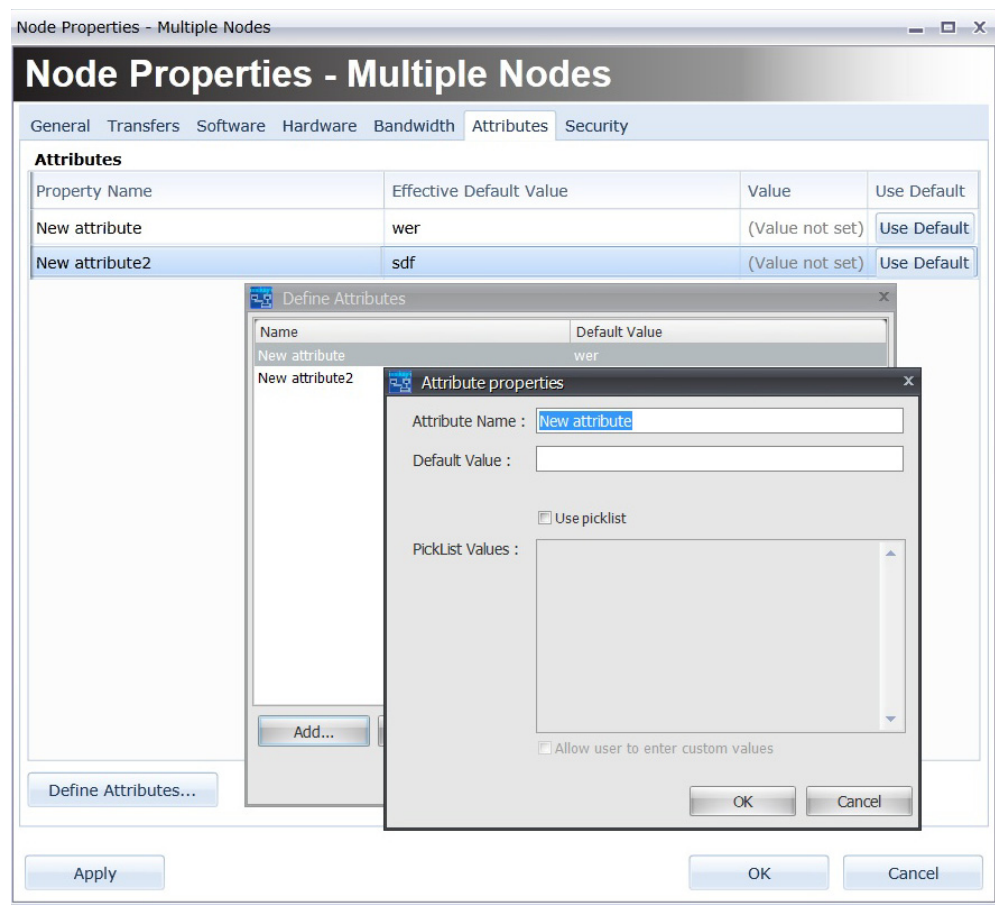 Node Properties - Multiple Nodes
Node Properties - Multiple Nodes
General Transfers Software Hardware Bandwidth Attributes Security
Attributes
Property Name Effective Default Value Value Use Default
New attribute wer (Value not set) Use Default
New attribute2 sdf (Value not set) Use Default
Define Attributes
Name Default Value
New attribute wer
New attribute2
Attribute properties
Attribute Name : New attribute
Default Value :
Use picklist
PickList Values :
Allow user to enter custom values
Add...
OK Cancel
Define Attributes...
Apply OK Cancel